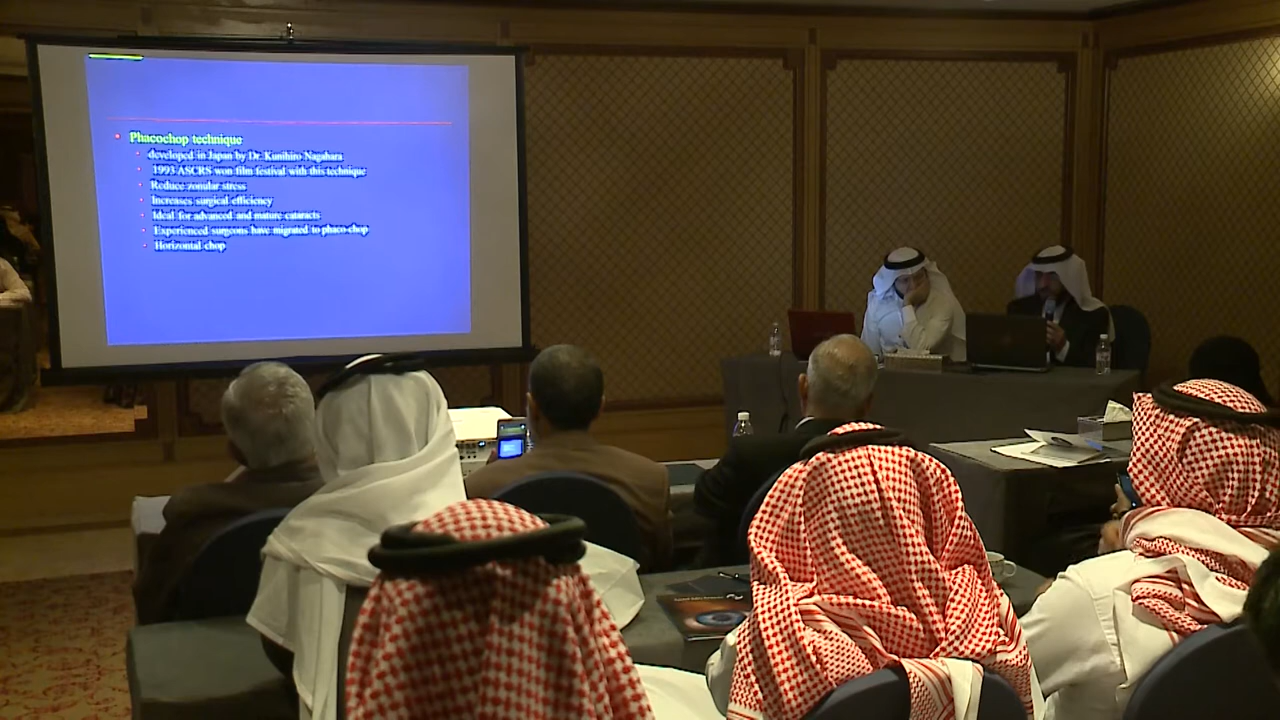 Phacochop technique
developed in Japan by Dr. Kunihiro Nagahara
1993 ASCRS won film festival with this technique
Reduce zonular stress
Increases surgical efficiency
Ideal for advanced and mature cataracts
Experienced surgeons have migrated to phaco-chop
Horizontal chop